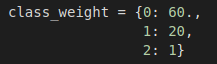 class_weight = {0: 60.,
1: 20,
2: 1}